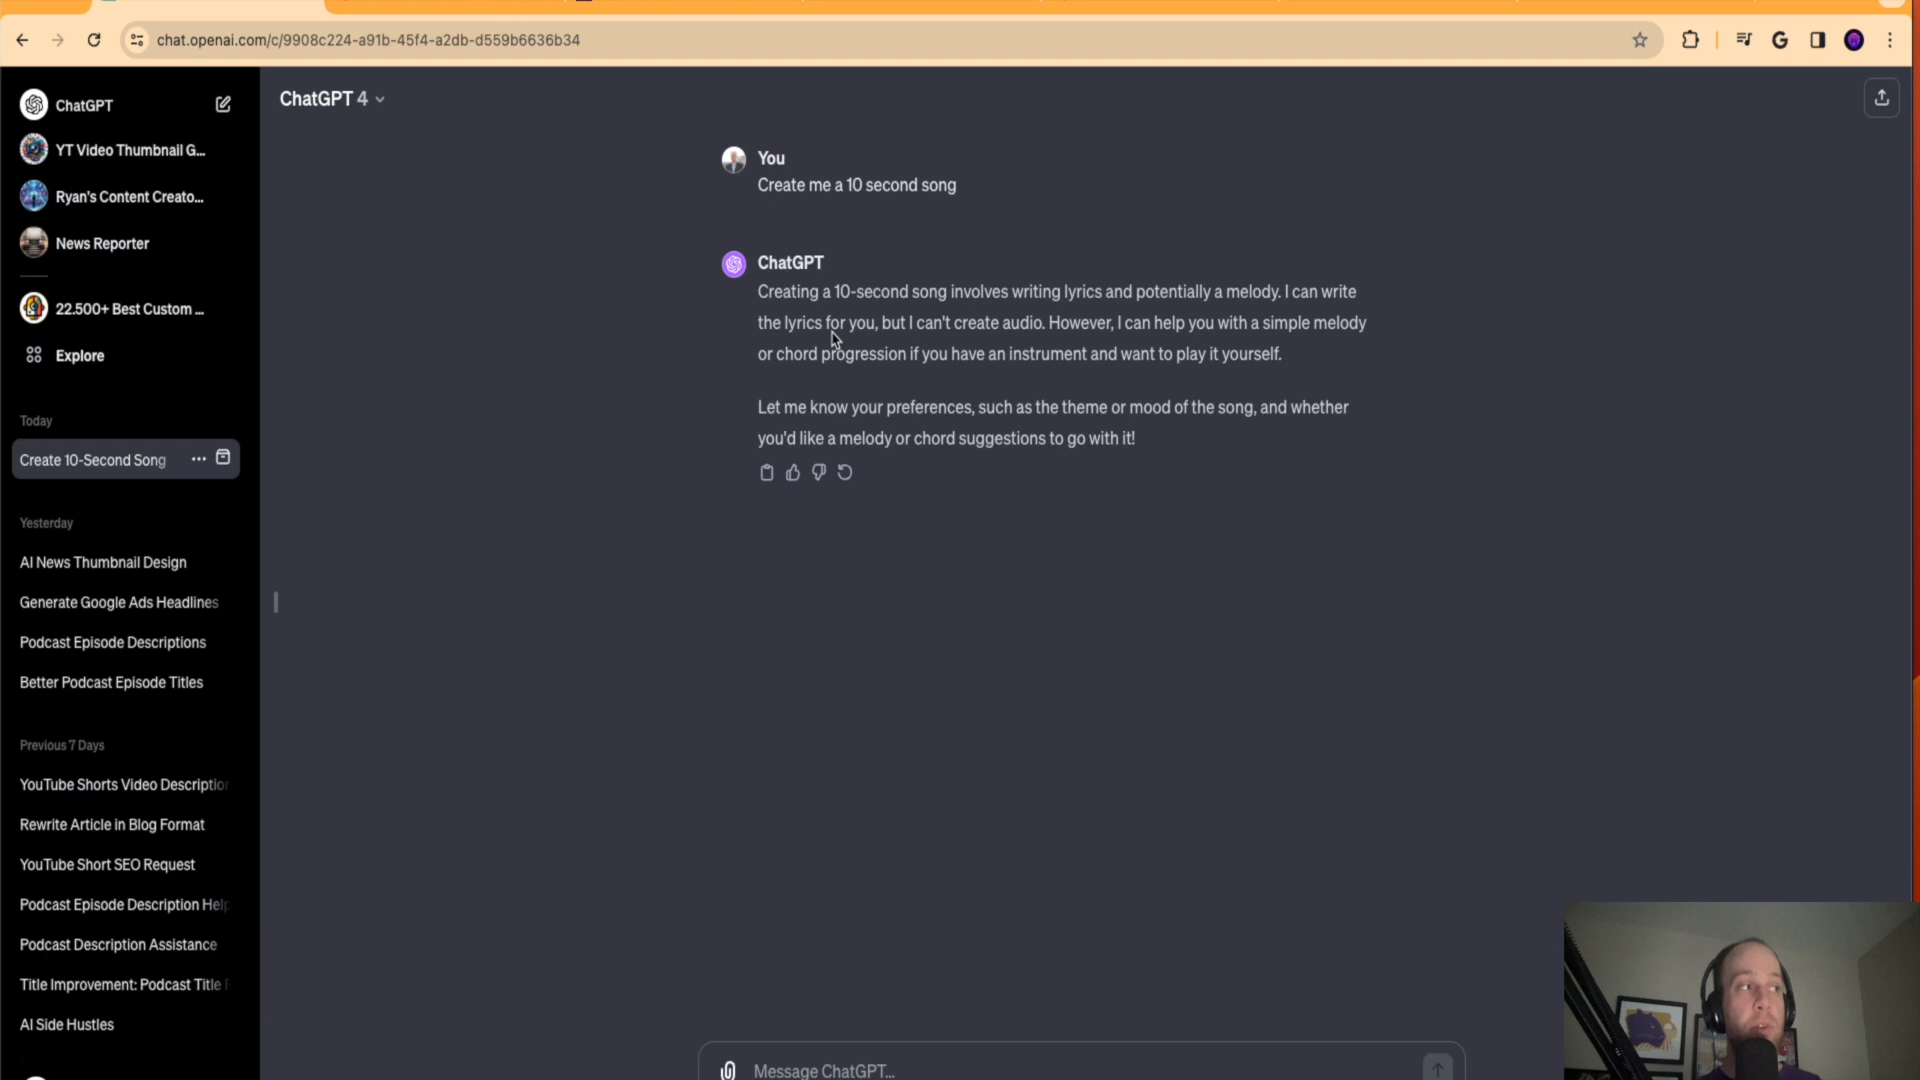 chat.openai.com/c/9908c224-a91b-45f4-a2db-d559b6636b34
ChatGPT
YT Video Thumbnail G...
Ryan's Content Creato...
News Reporter
22.500+ Best Custom ...
Explore
Today
Create 10-Second Song
Yesterday
AI News Thumbnail Design
Generate Google Ads Headlines
Podcast Episode Descriptions
Better Podcast Episode Titles
Previous 7 Days
YouTube Shorts Video Description
Rewrite Article in Blog Format
YouTube Short SEO Request
Podcast Episode Description Help
Podcast Description Assistance
Title Improvement: Podcast Title
AI Side Hustles
ChatGPT 4
You
Create me a 10 second song
ChatGPT
Creating a 10-second song involves writing lyrics and potentially a melody. I can write
the lyrics for you, but I can't create audio. However, I can help you with a simple melody
or chord progression if you have an instrument and want to play it yourself.
Let me know your preferences, such as the theme or mood of the song, and whether
you'd like a melody or chord suggestions to go with it!
Message ChatGPT...